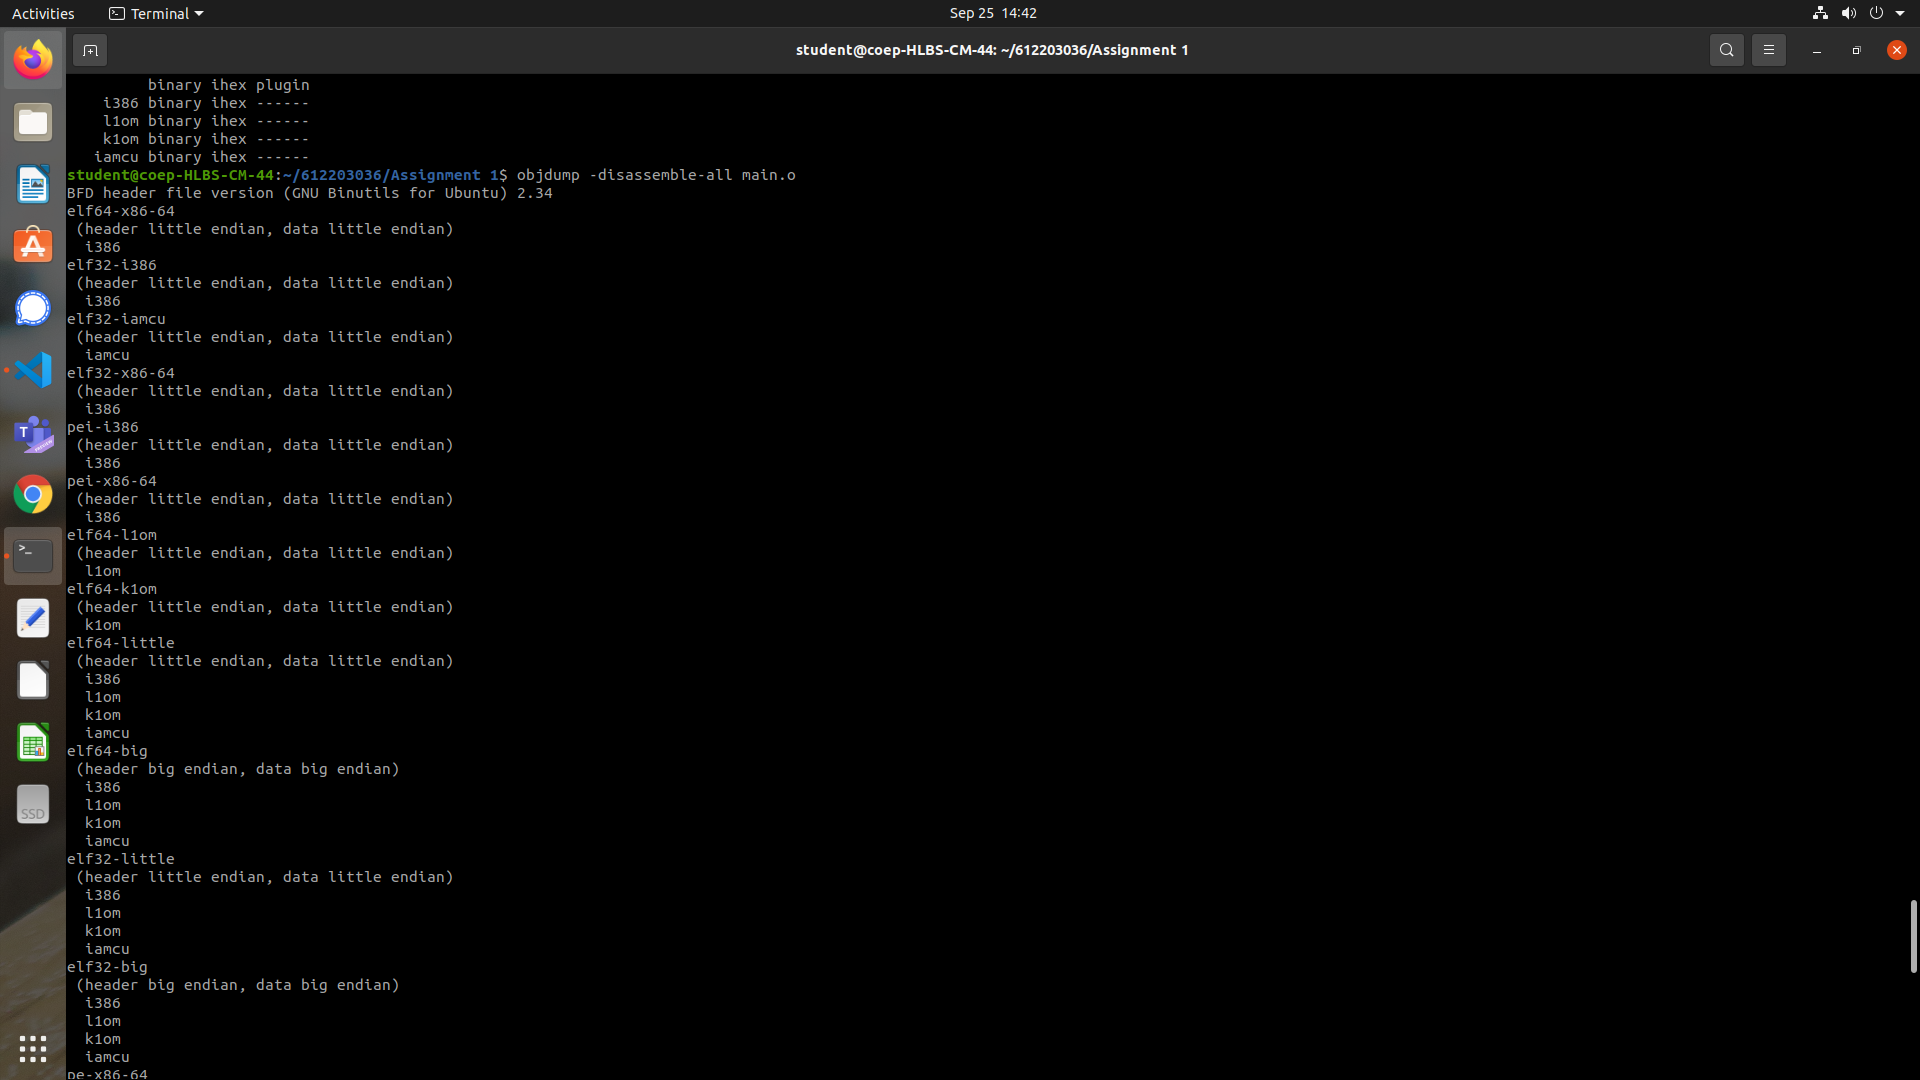 Activities
Terminal
Sep 25 14:42
student@coep-HLBS-CM-44: ~/612203036/Assignment 1
binary ihex plugin
i386 binary ihex ------
l1om binary ihex ------
k1om binary ihex ------
iamcu binary ihex ------
student@coep-HLBS-CM-44:~/612203036/Assignment 1$ objdump -disassemble-all main.o
BFD header file version (GNU Binutils for Ubuntu) 2.34
elf64-x86-64
(header little endian, data little endian)
i386
elf32-i386
(header little endian, data little endian)
i386
elf32-iamcu
(header little endian, data little endian)
iamcu
elf32-x86-64
(header little endian, data little endian)
i386
pei-i386
(header little endian, data little endian)
i386
pei-x86-64
(header little endian, data little endian)
i386
elf64-l1om
(header little endian, data little endian)
l1om
elf64-k1om
(header little endian, data little endian)
k1om
elf64-little
(header little endian, data little endian)
i386
l1om
k1om
iamcu
elf64-big
(header big endian, data big endian)
i386
l1om
k1om
iamcu
elf32-little
(header little endian, data little endian)
i386
l1om
k1om
iamcu
elf32-big
(header big endian, data big endian)
i386
l1om
k1om
iamcu
pe-x86-64
SSD